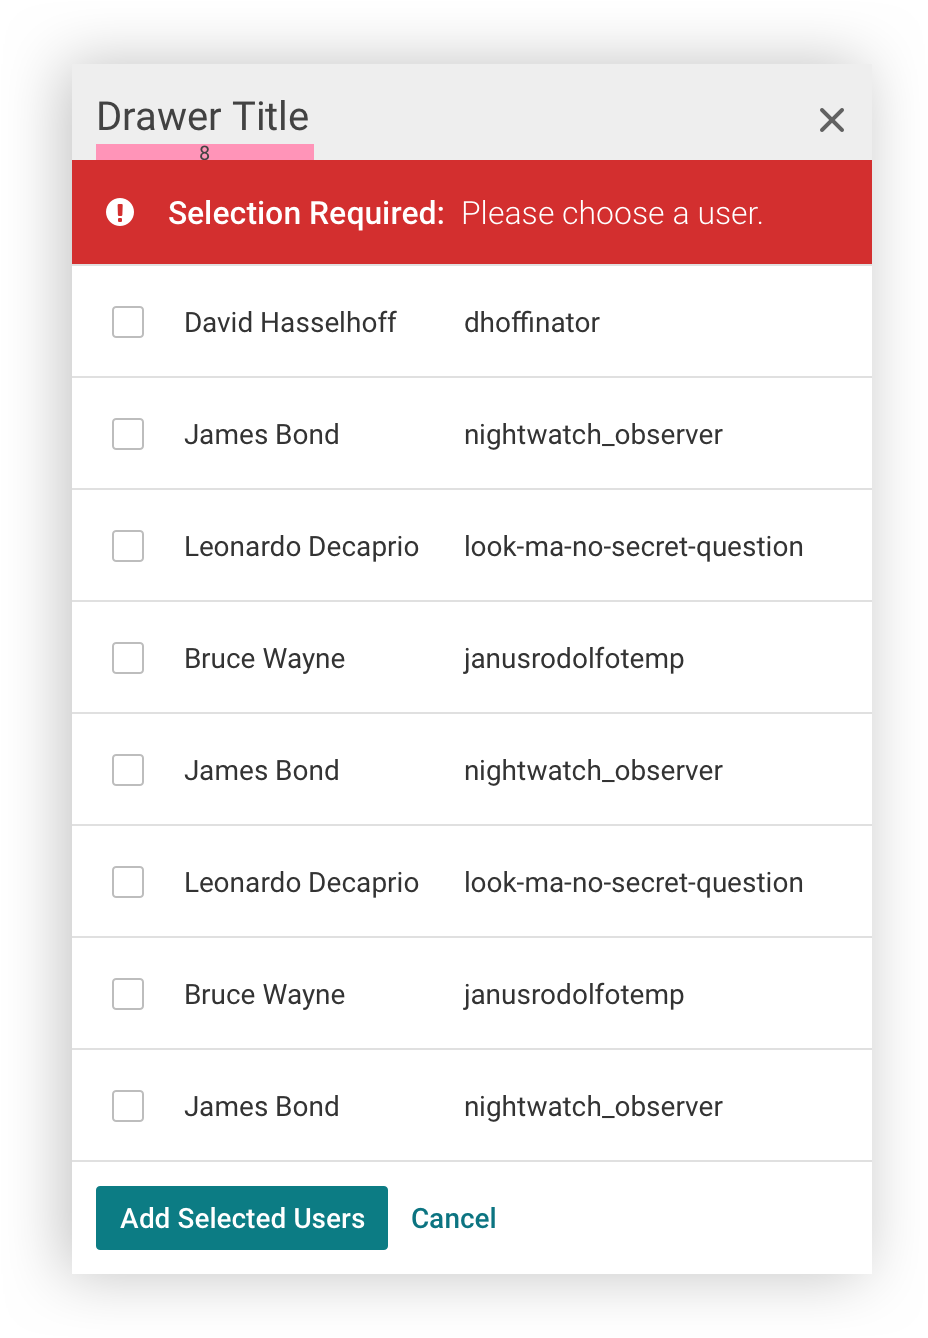 Drawer Title
8
Selection Required: Please choose a user.
David Hasselhoff dhoffinator
James Bond nightwatch_observer
Leonardo Decaprio look-ma-no-secret-question
Bruce Wayne janusrodolfotemp
James Bond nightwatch_observer
Leonardo Decaprio look-ma-no-secret-question
Bruce Wayne janusrodolfotemp
James Bond nightwatch_observer
Add Selected Users Cancel